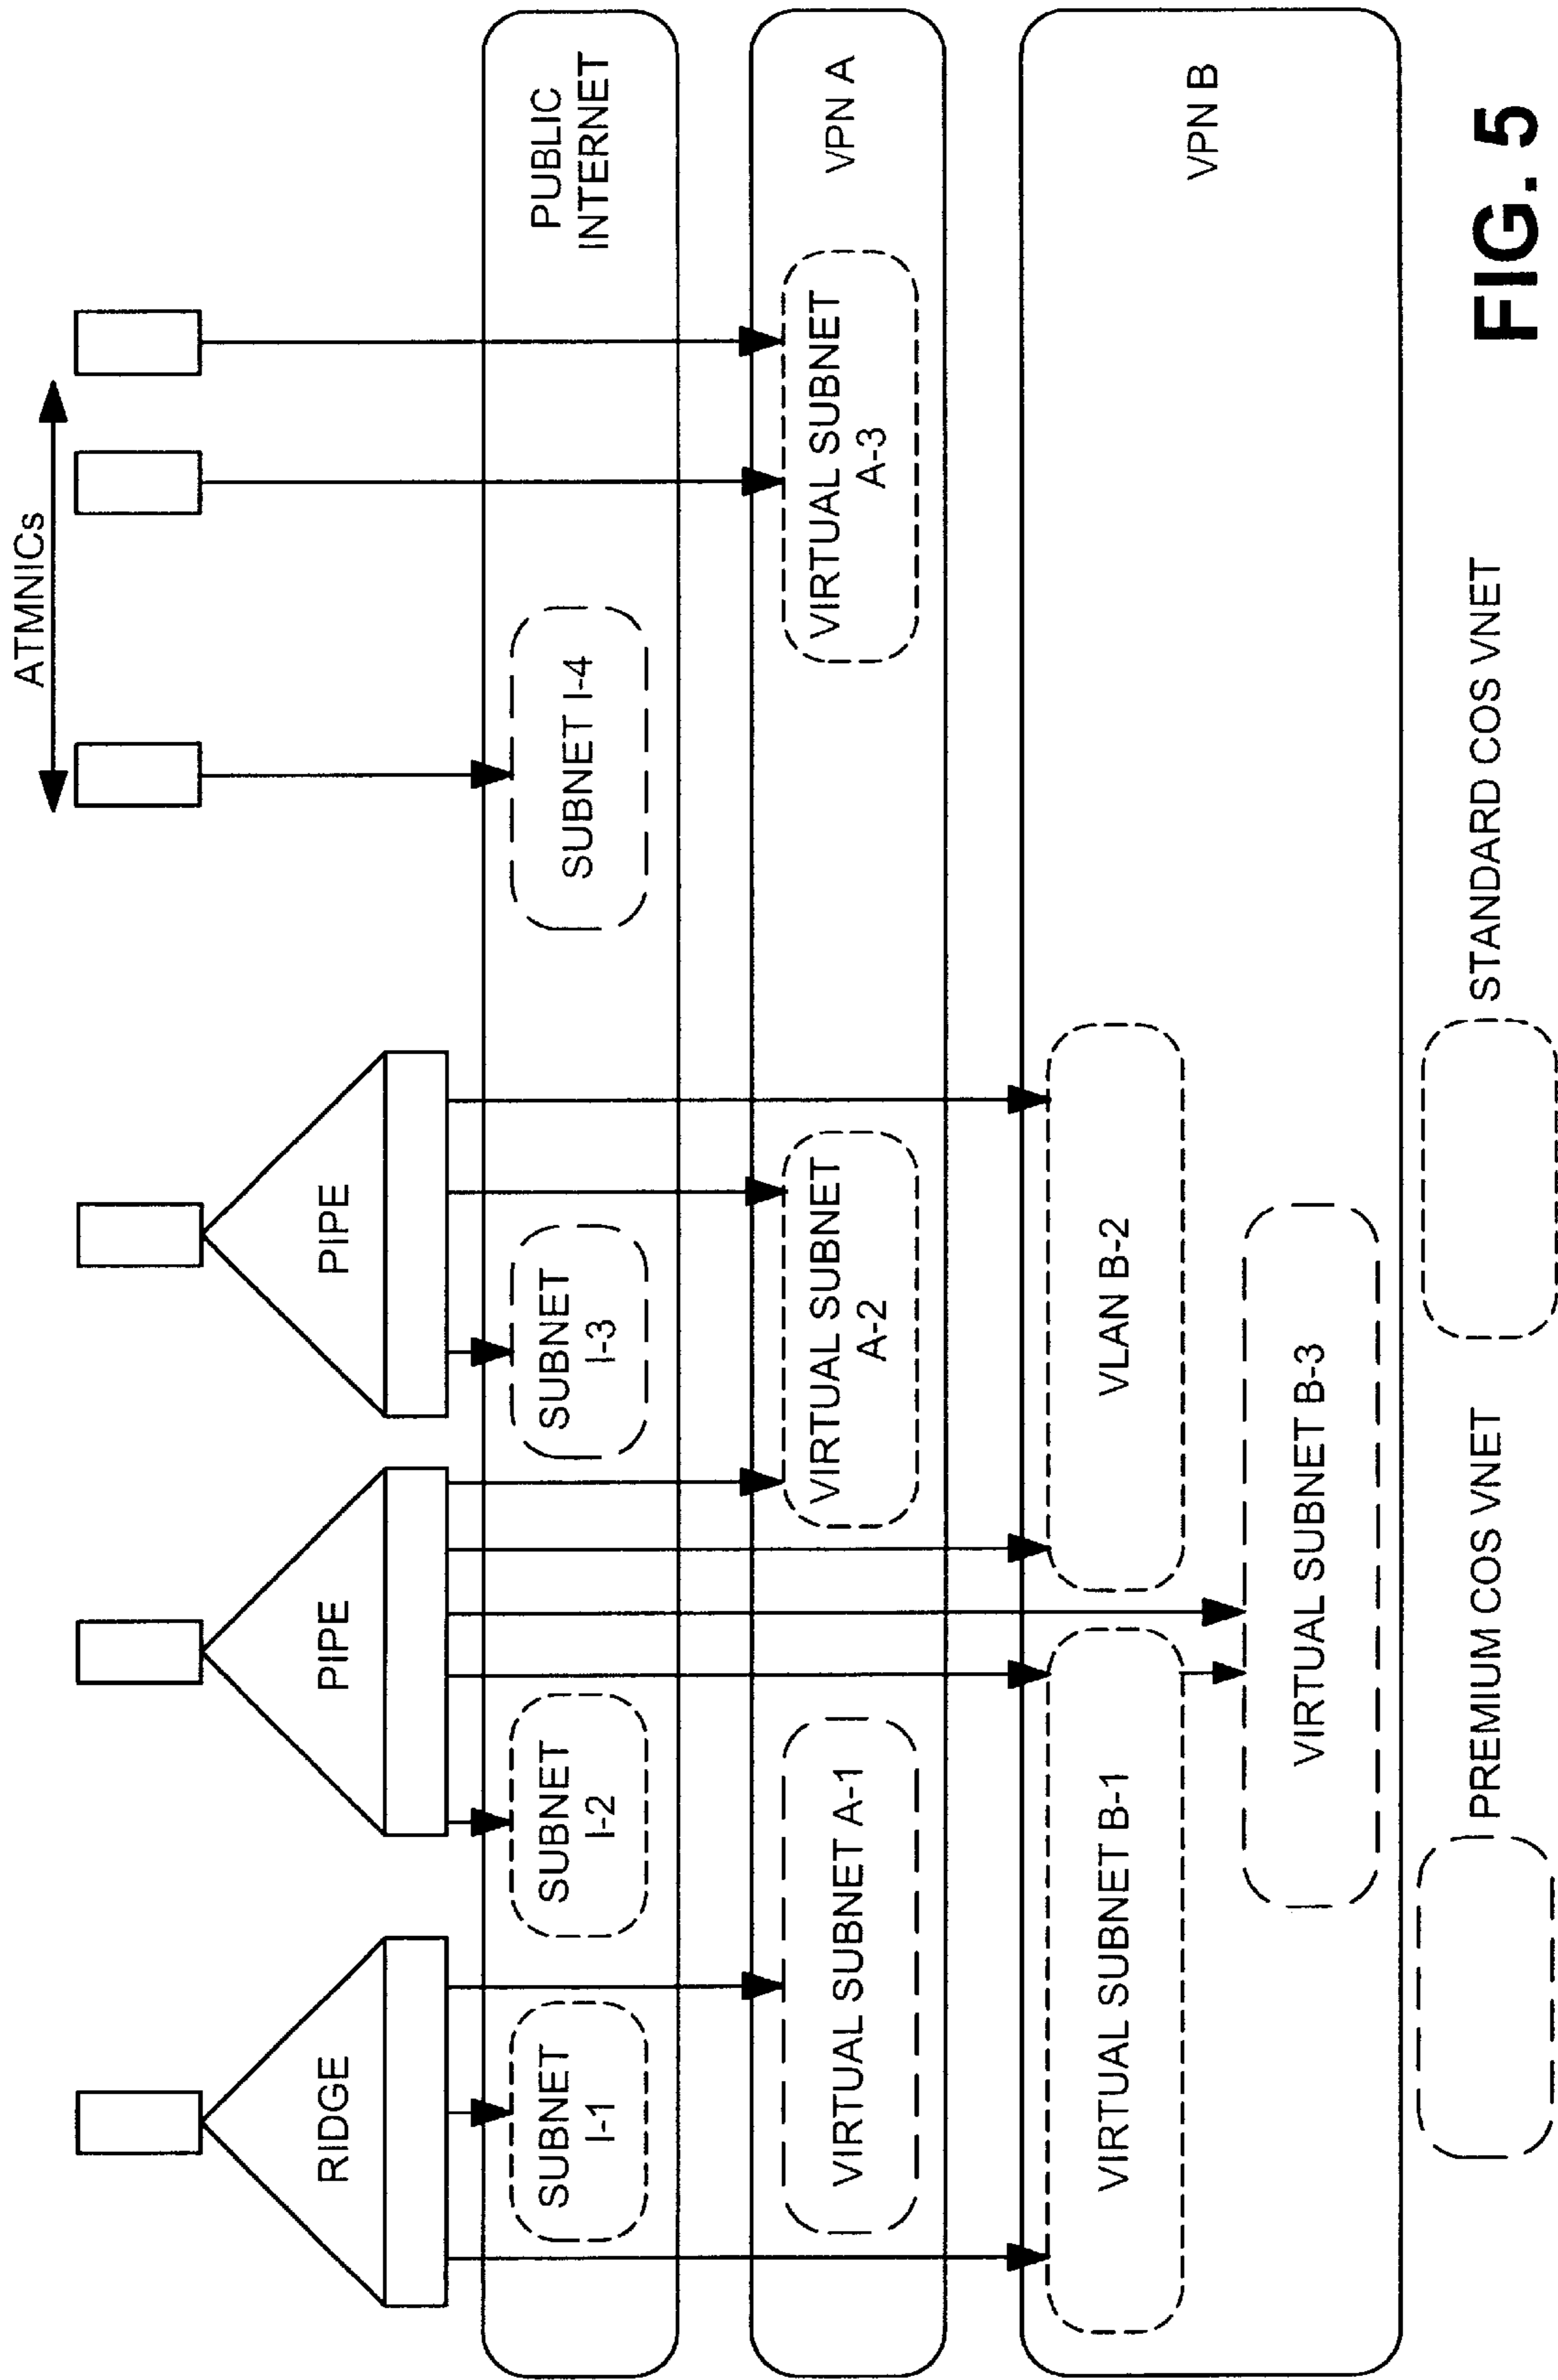 ATMNICs
RIDGE
PIPE
PIPE
PUBLIC
INTERNET
SUBNET
I-1
SUBNET
I-2
SUBNET
I-3
SUBNET I-4
VPN A
VIRTUAL SUBNET A-1
VIRTUAL SUBNET
A-2
VIRTUAL SUBNET
A-3
VPN B
VIRTUAL SUBNET B-1
VLAN B-2
VIRTUAL SUBNET B-3
PREMIUM COS VNET
STANDARD COS VNET
FIG. 5